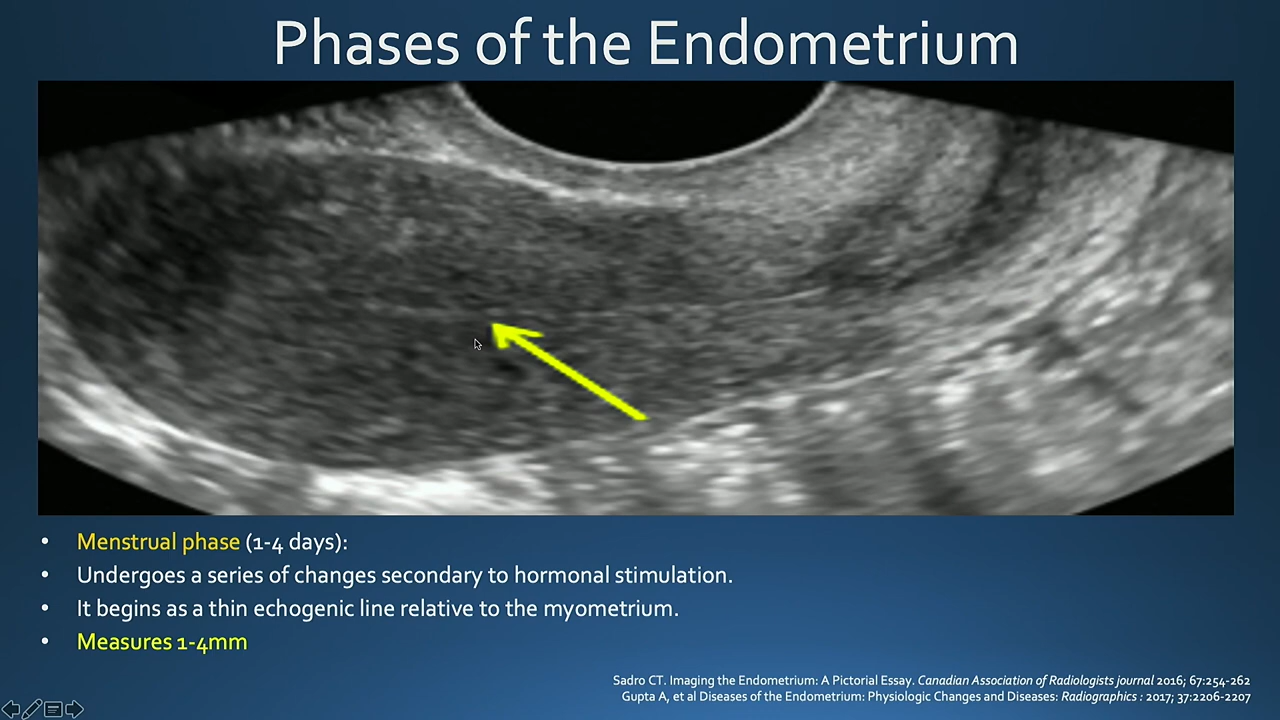 Phases of the Endometrium
• Menstrual phase (1-4 days):
• Undergoes a series of changes secondary to hormonal stimulation.
• It begins as a thin echogenic line relative to the myometrium.
• Measures 1-4mm
Sadro CT. Imaging the Endometrium: A Pictorial Essay. Canadian Association of Radiologists journal 2016; 67:254-262
Gupta A, et al Diseases of the Endometrium: Physiologic Changes and Diseases: Radiographics : 2017; 37:2206-2207